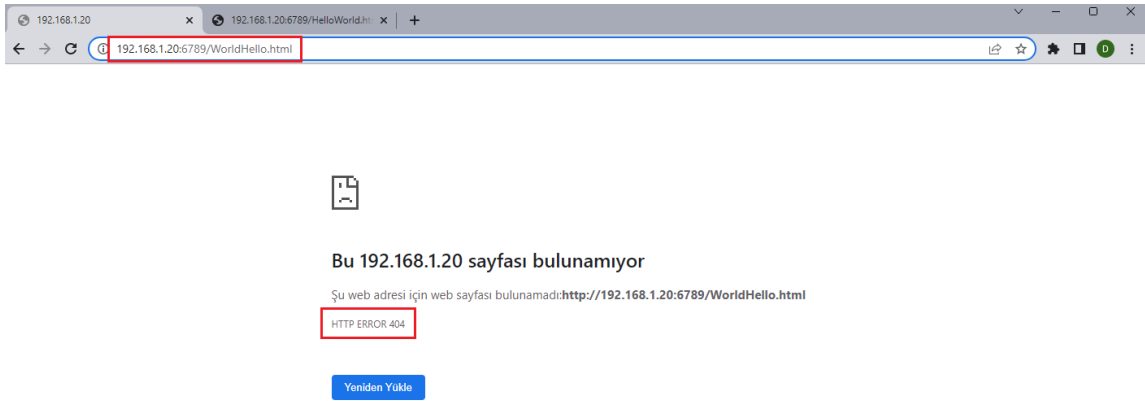 192.168.1.20
192.168.1.20:6789/HelloWorld.ht
192.168.1.20:6789/WorldHello.html
D
Bu 192.168.1.20 sayfası bulunamıyor
Şu web adresi için web sayfası bulunamadı:http://192.168.1.20:6789/WorldHello.html
HTTP ERROR 404
Yeniden Yükle